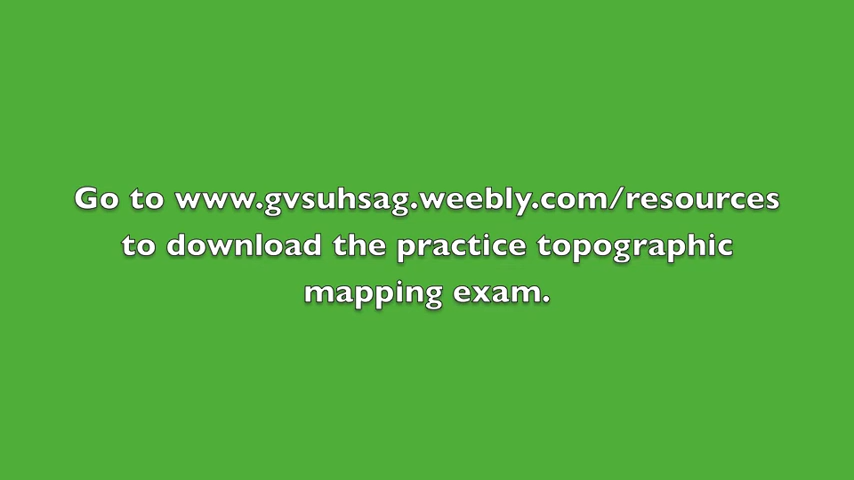 Go to www.gvsuhsag.weebly.com/resources
to download the practice topographic
mapping exam.